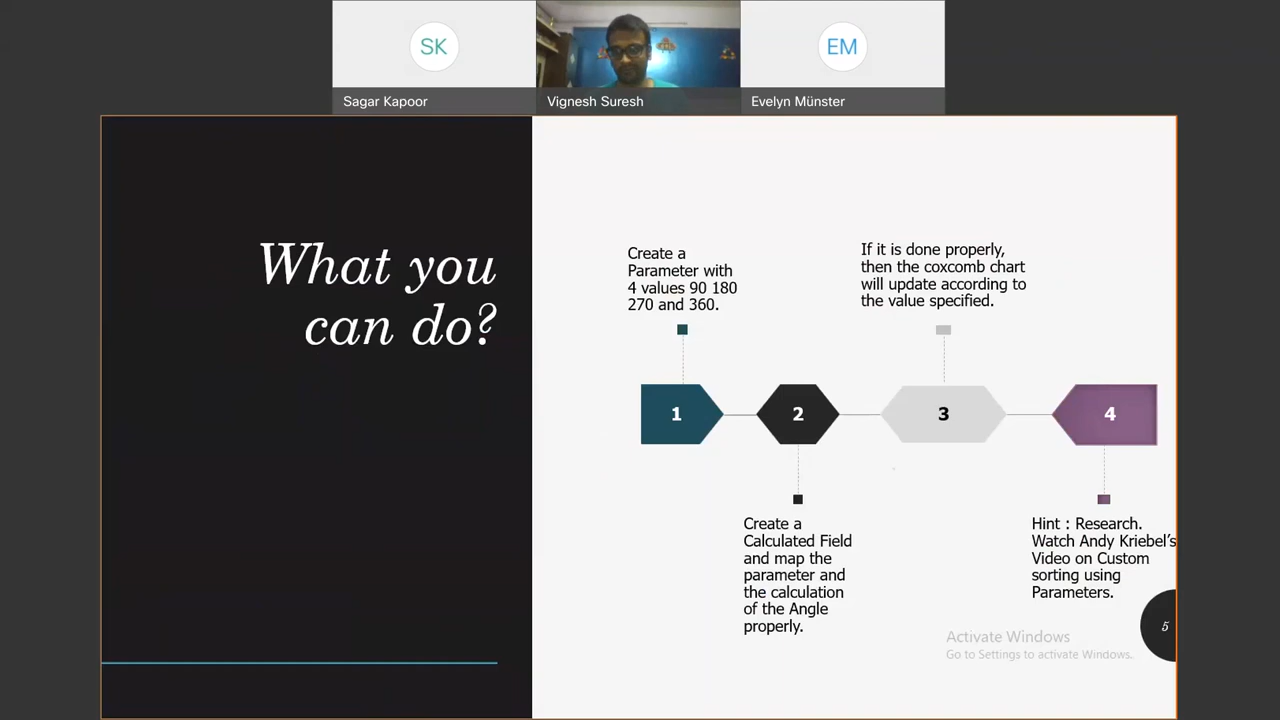 SK
EM
Sagar Kapoor
Vignesh Suresh
Evelyn Münster
What you
can do?
Create a
Parameter with
4 values 90 180
270 and 360.
If it is done properly,
then the coxcomb chart
will update according to
the value specified.
1
2
3
4
Create a
Calculated Field
and map the
parameter and
the calculation
of the Angle
properly.
Hint : Research.
Watch Andy Kriebel’s
Video on Custom
sorting using
Parameters.
5
Activate Windows
Go to Settings to activate Windows.